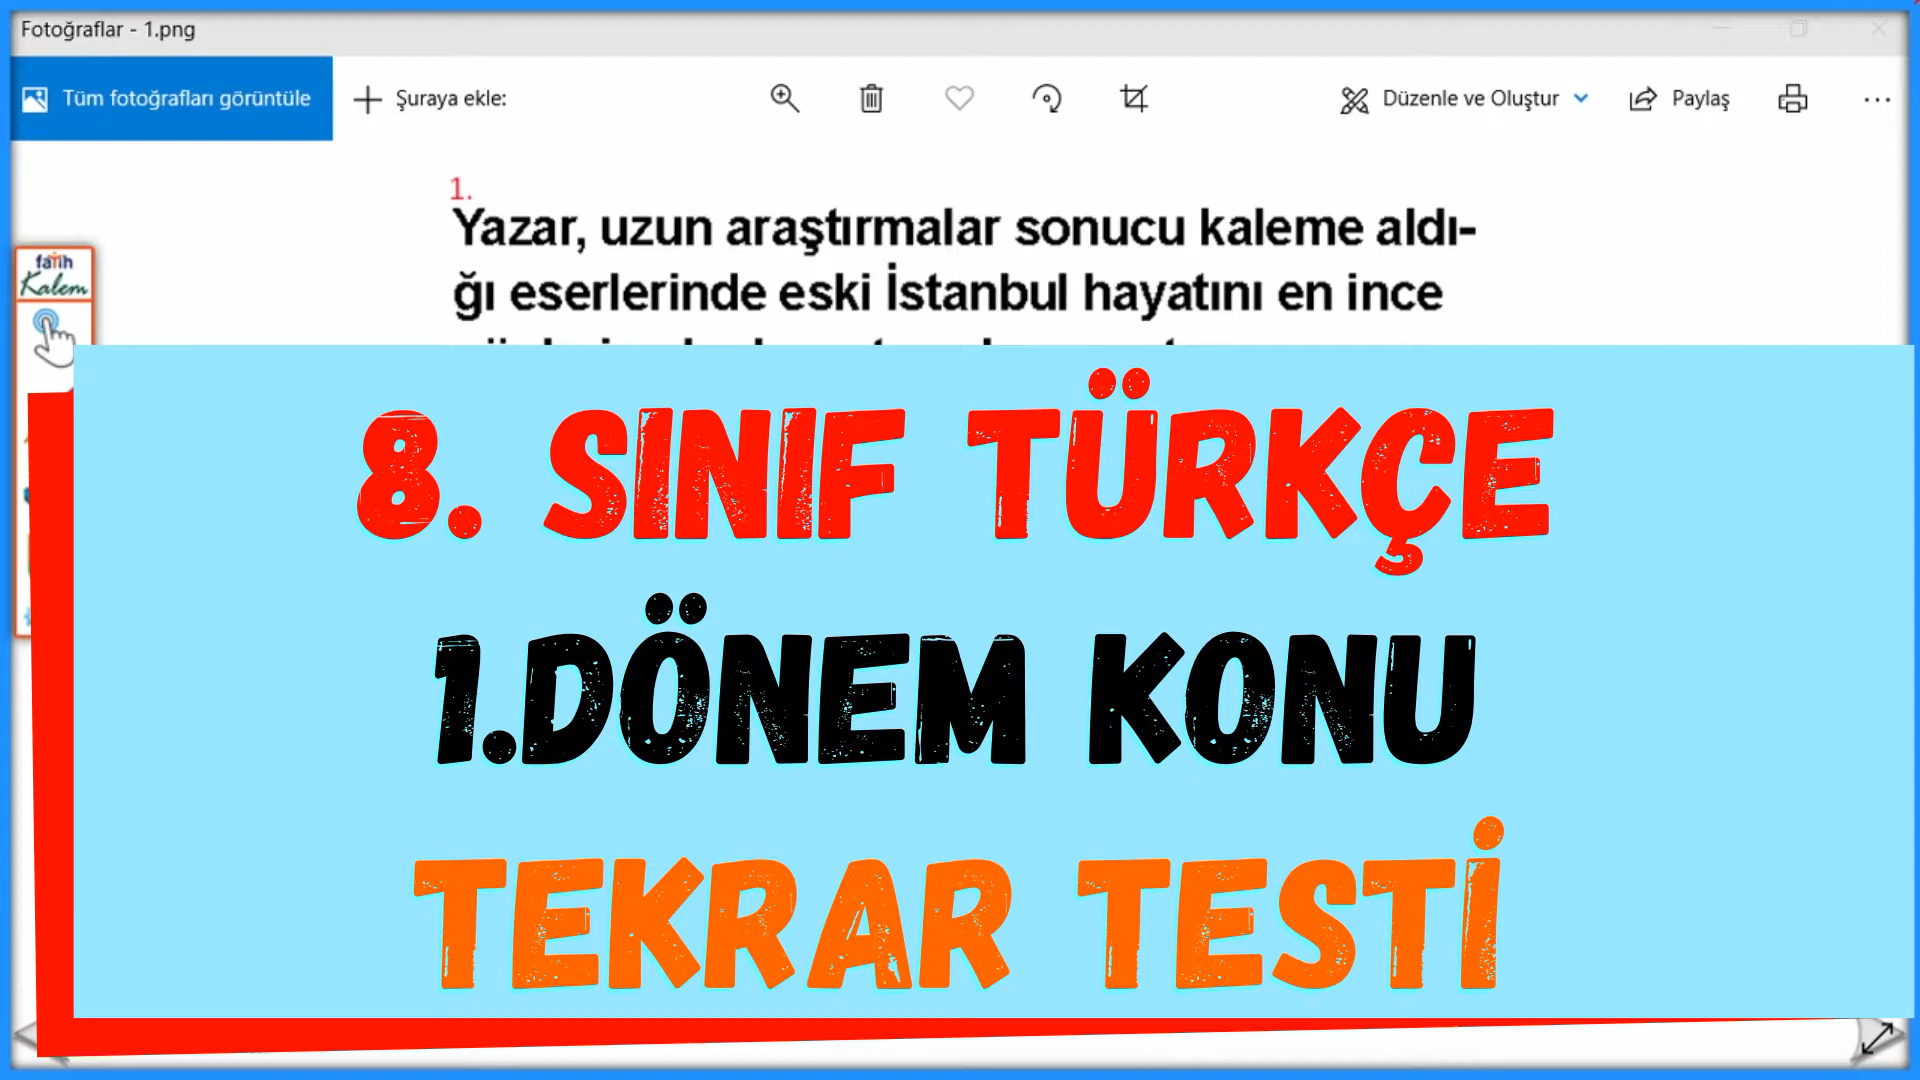 Fotoğraflar - 1.png
Tüm fotoğrafları görüntüle
Şuraya ekle:
Düzenle ve Oluştur
Paylaş
1.
Yazar, uzun araştırmalar sonucu kaleme aldı-
ğı eserlerinde eski İstanbul hayatını en ince
fatih
Kalem
8. SINIF TÜRKÇE
1.DÖNEM KONU
TEKRAR TESTİ